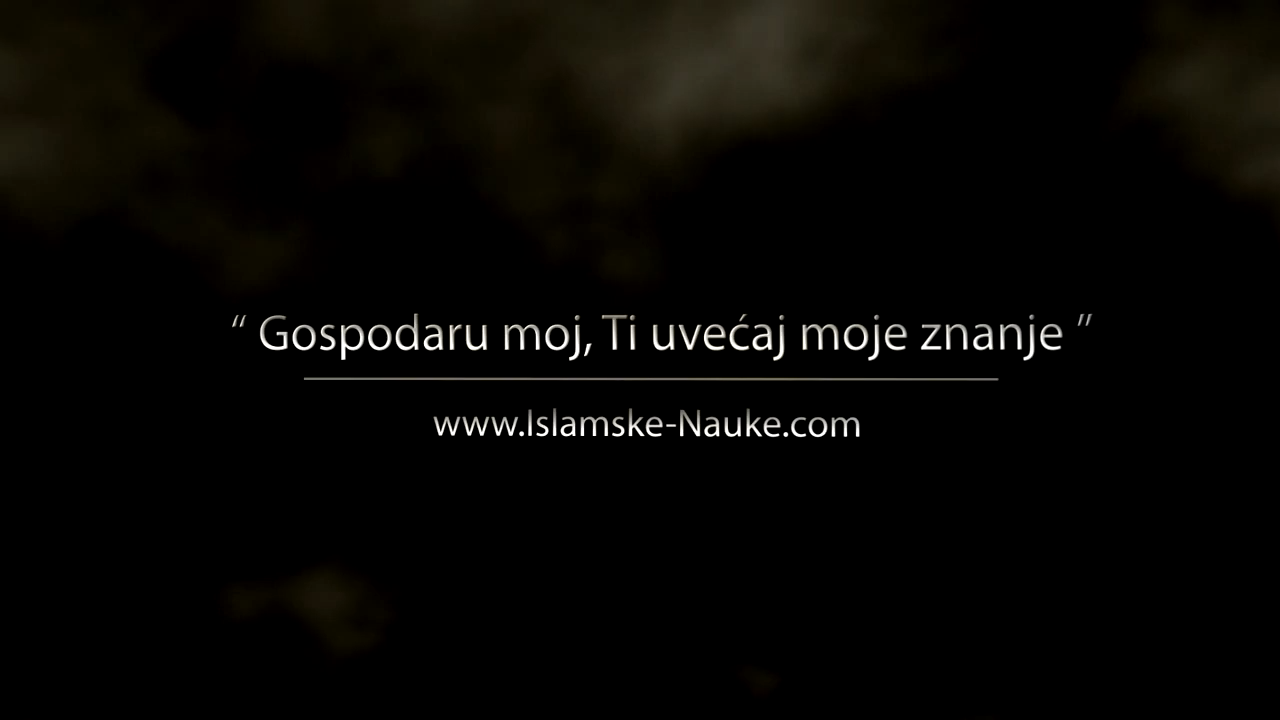 “ Gospodaru moj, Ti uvećaj moje znanje ”
www.Islamske-Nauke.com